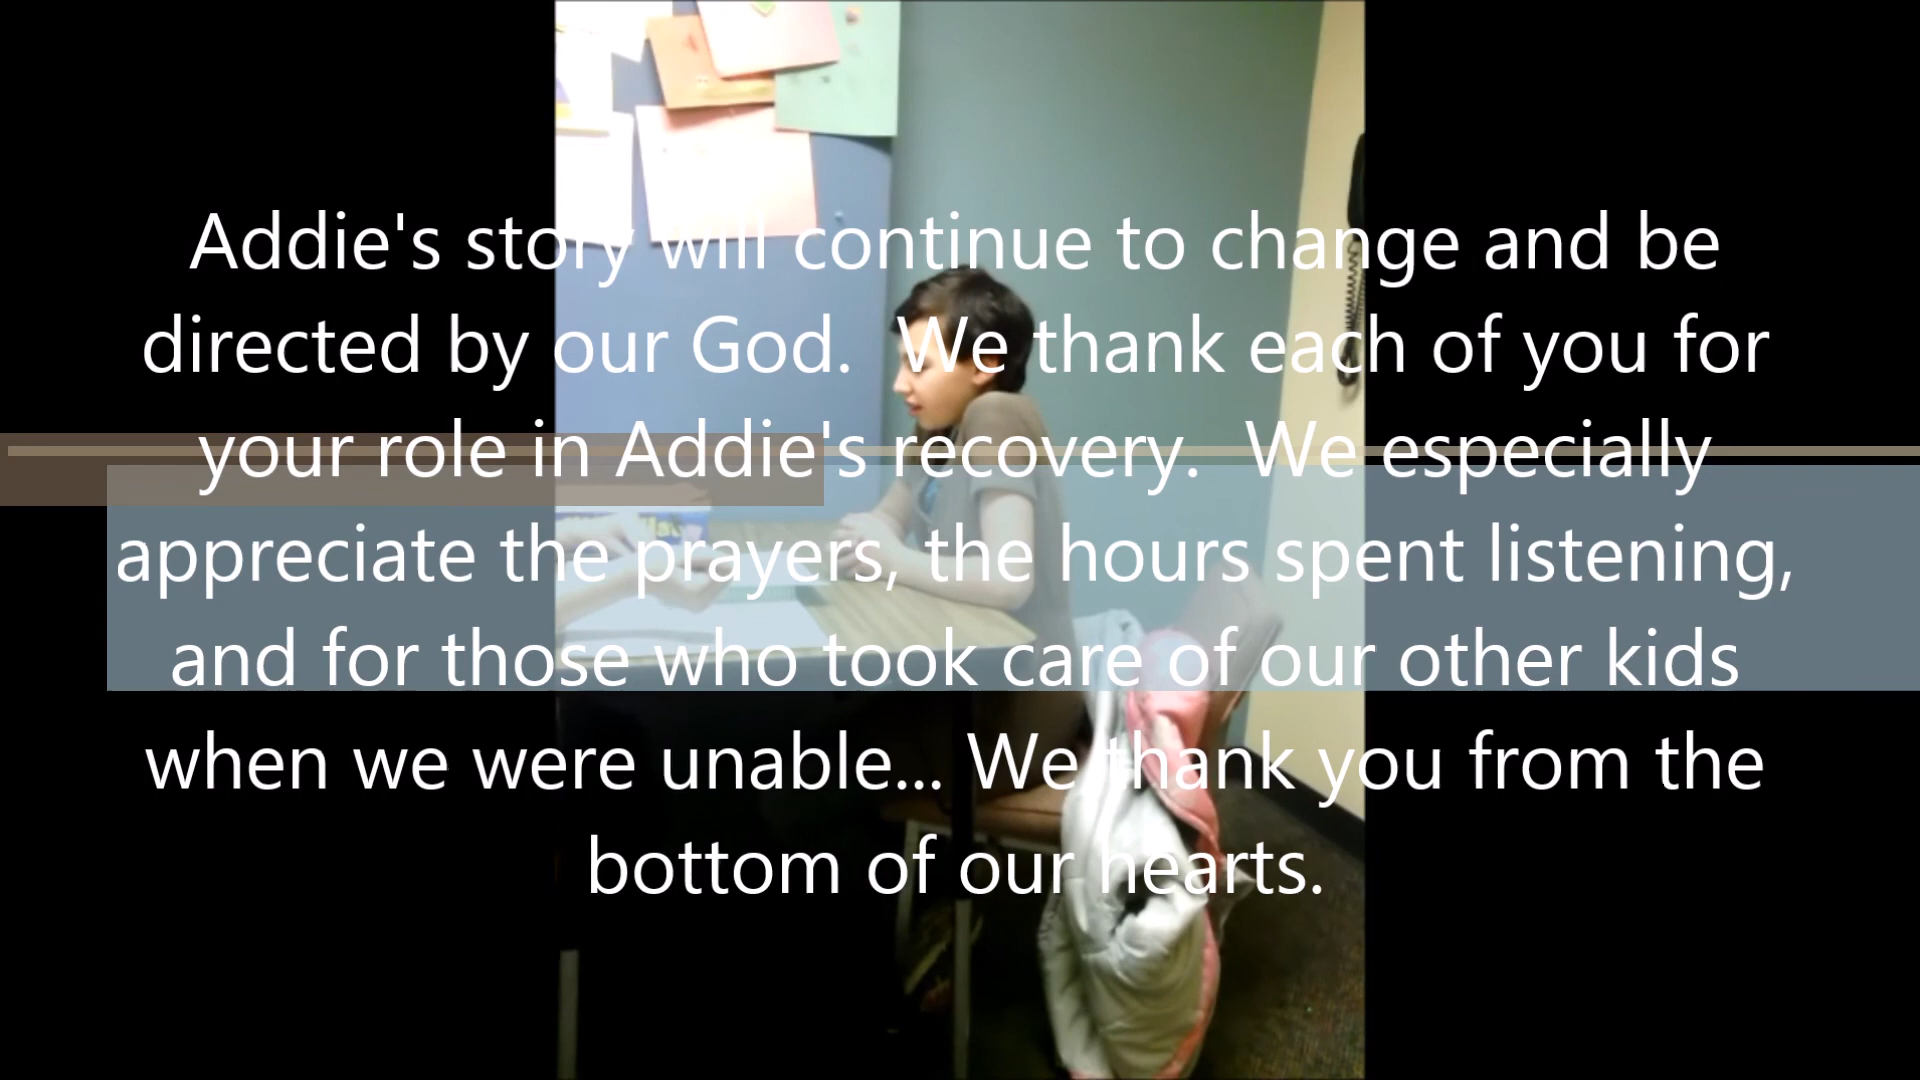 Addie's story will continue to change and be
directed by our God.  We thank each of you for
your role in Addie's recovery.  We especially
appreciate the prayers, the hours spent listening,
and for those who took care of our other kids
when we were unable... We thank you from the
bottom of our hearts.